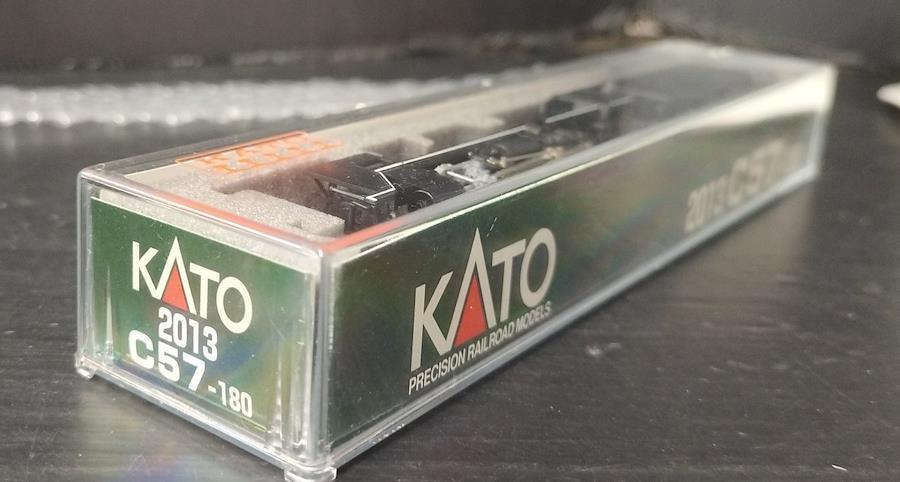 KATO
2013
C57-180
KATO
PRECISION RAILROAD MODELS
2013 C57